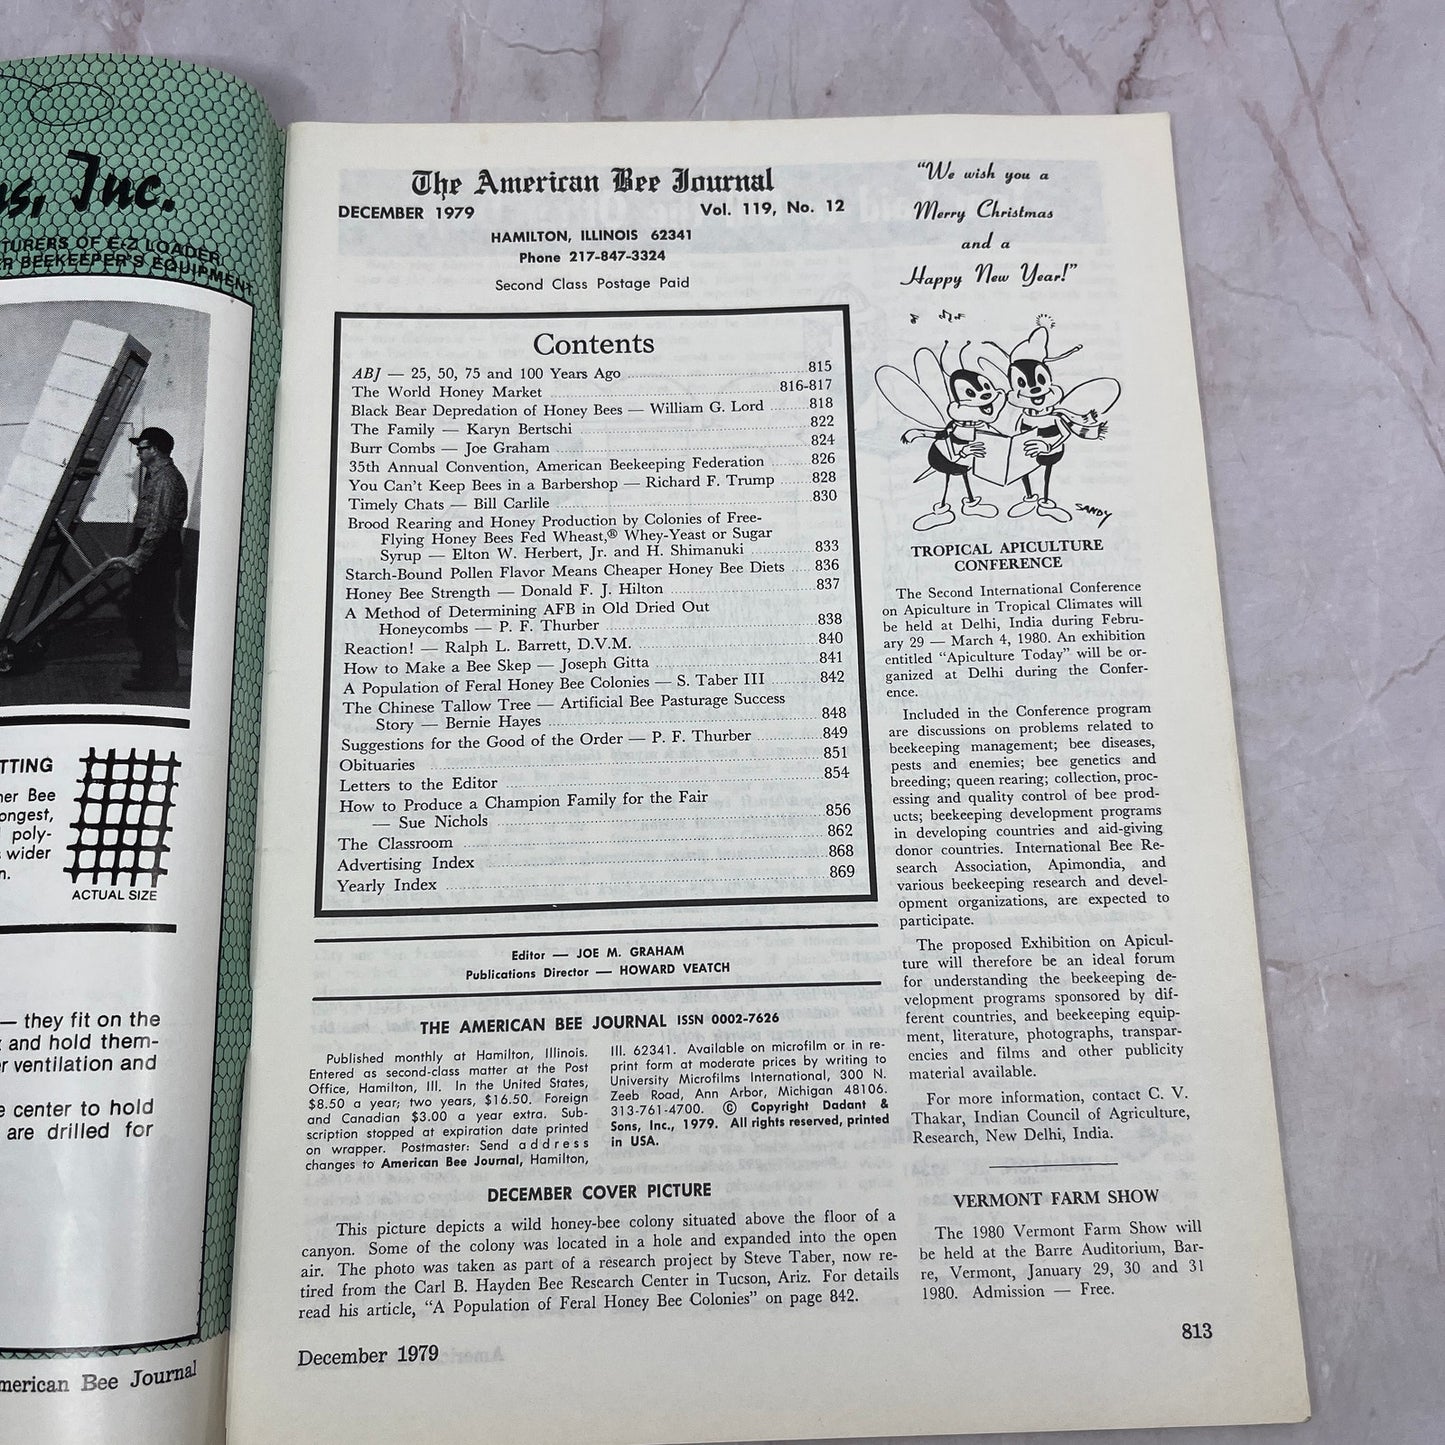 s, Inc.
TURERS OF E-Z LOADER
R BEEKEEPER'S EQUIPMENT
TTING
her Bee
ongest,
poly-
wider
n.
ACTUAL SIZE
— they fit on the
and hold them-
r ventilation and
e center to hold
are drilled for
merican Bee Journal
The American Bee Journal
DECEMBER 1979 Vol. 119, No. 12
HAMILTON, ILLINOIS 62341
Phone 217-847-3324
Second Class Postage Paid
Contents
ABJ — 25, 50, 75 and 100 Years Ago 815
The World Honey Market 816-817
Black Bear Depredation of Honey Bees — William G. Lord 818
The Family — Karyn Bertschi 822
Burr Combs — Joe Graham 824
35th Annual Convention, American Beekeeping Federation 826
You Can't Keep Bees in a Barbershop — Richard F. Trump 828
Timely Chats — Bill Carlile 830
Brood Rearing and Honey Production by Colonies of Free-
Flying Honey Bees Fed Wheast,® Whey-Yeast or Sugar
Syrup — Elton W. Herbert, Jr. and H. Shimanuki 833
Starch-Bound Pollen Flavor Means Cheaper Honey Bee Diets 836
Honey Bee Strength — Donald F. J. Hilton 837
A Method of Determining AFB in Old Dried Out
Honeycombs — P. F. Thurber 838
Reaction! — Ralph L. Barrett, D.V.M. 840
How to Make a Bee Skep — Joseph Gitta 841
A Population of Feral Honey Bee Colonies — S. Taber III 842
The Chinese Tallow Tree — Artificial Bee Pasturage Success
Story — Bernie Hayes 848
Suggestions for the Good of the Order — P. F. Thurber 849
Obituaries 851
Letters to the Editor 854
How to Produce a Champion Family for the Fair
— Sue Nichols 856
The Classroom 862
Advertising Index 868
Yearly Index 869
Editor — JOE M. GRAHAM
Publications Director — HOWARD VEATCH
THE AMERICAN BEE JOURNAL ISSN 0002-7626
Published monthly at Hamilton, Illinois.
Entered as second-class matter at the Post
Office, Hamilton, Ill. In the United States,
$8.50 a year; two years, $16.50. Foreign
and Canadian $3.00 a year extra. Sub-
scription stopped at expiration date printed
on wrapper. Postmaster: Send address
changes to American Bee Journal, Hamilton,
Ill. 62341. Available on microfilm or in re-
print form at moderate prices by writing to
University Microfilms International, 300 N.
Zeeb Road, Ann Arbor, Michigan 48106.
313-761-4700. © Copyright Dadant &
Sons, Inc., 1979. All rights reserved, printed
in USA.
DECEMBER COVER PICTURE
This picture depicts a wild honey-bee colony situated above the floor of a
canyon. Some of the colony was located in a hole and expanded into the open
air. The photo was taken as part of a research project by Steve Taber, now re-
tired from the Carl B. Hayden Bee Research Center in Tucson, Ariz. For details
read his article, "A Population of Feral Honey Bee Colonies" on page 842.
December 1979
"We wish you a
Merry Christmas
and a
Happy New Year!"
SANDY
TROPICAL APICULTURE
CONFERENCE
The Second International Conference
on Apiculture in Tropical Climates will
be held at Delhi, India during Febru-
ary 29 — March 4, 1980. An exhibition
entitled "Apiculture Today" will be or-
ganized at Delhi during the Confer-
ence.
Included in the Conference program
are discussions on problems related to
beekeeping management; bee diseases,
pests and enemies; bee genetics and
breeding; queen rearing; collection, proc-
essing and quality control of bee prod-
ucts; beekeeping development programs
in developing countries and aid-giving
donor countries. International Bee Re-
search Association, Apimondia, and
various beekeeping research and devel-
opment organizations, are expected to
participate.
The proposed Exhibition on Apicul-
ture will therefore be an ideal forum
for understanding the beekeeping de-
velopment programs sponsored by dif-
ferent countries, and beekeeping equip-
ment, literature, photographs, transpar-
encies and films and other publicity
material available.
For more information, contact C. V.
Thakar, Indian Council of Agriculture,
Research, New Delhi, India.
VERMONT FARM SHOW
The 1980 Vermont Farm Show will
be held at the Barre Auditorium, Bar-
re, Vermont, January 29, 30 and 31
1980. Admission — Free.
813